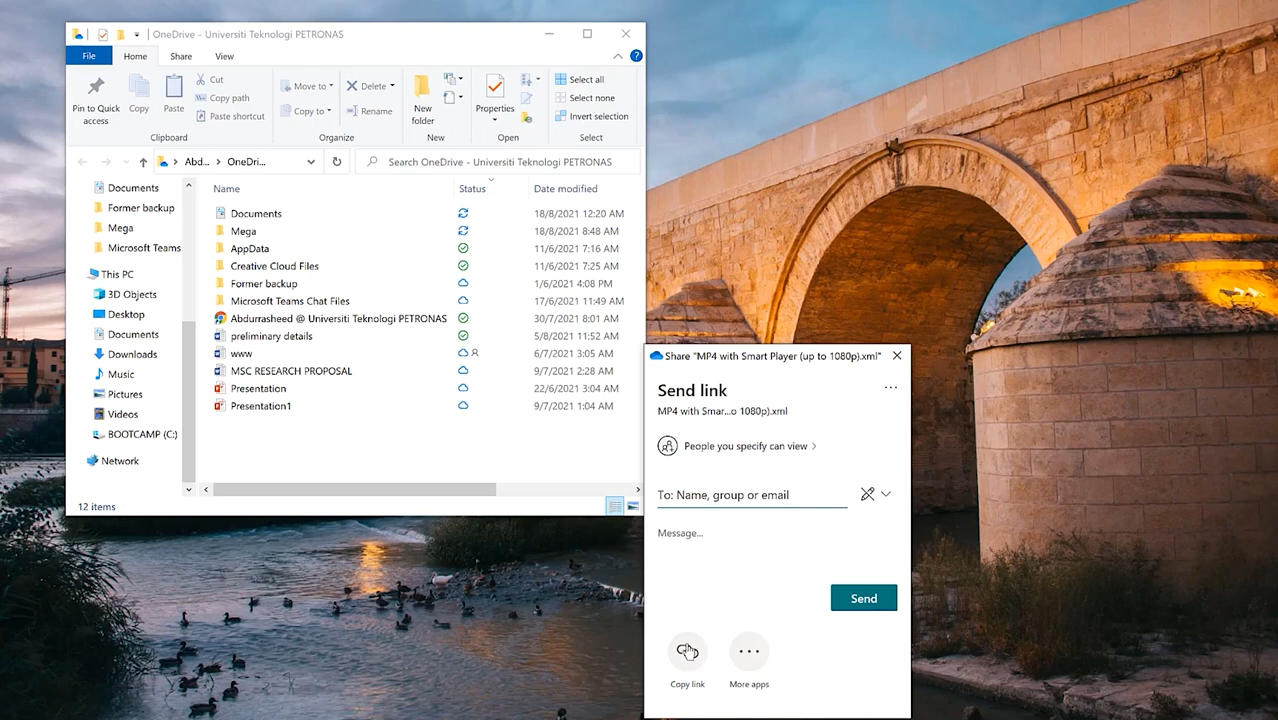 OneDrive - Universiti Teknologi PETRONAS
File Home Share View
Pin to Quick access
Copy
Paste
Cut
Copy path
Paste shortcut
Clipboard
Move to
Copy to
Delete
Rename
Organize
New folder
New
Properties
Open
Select all
Select none
Invert selection
Select
Abd... OneDri...
Search OneDrive - Universiti Teknologi PETRONAS
Documents
Former backup
Mega
Microsoft Teams
This PC
3D Objects
Desktop
Documents
Downloads
Music
Pictures
Videos
BOOTCAMP (C:)
Network
Name Status Date modified
Documents 18/8/2021 12:20 AM
Mega 18/8/2021 8:48 AM
AppData 11/6/2021 7:16 AM
Creative Cloud Files 11/6/2021 7:25 AM
Former backup 1/6/2021 4:08 PM
Microsoft Teams Chat Files 17/6/2021 11:49 AM
Abdurrasheed @ Universiti Teknologi PETRONAS 30/7/2021 8:01 AM
preliminary details 5/8/2021 11:52 AM
www 6/7/2021 3:05 AM
MSC RESEARCH PROPOSAL 9/7/2021 2:28 AM
Presentation 22/6/2021 3:04 AM
Presentation1 9/7/2021 1:04 AM
12 items
Share "MP4 with Smart Player (up to 1080p).xml"
Send link
MP4 with Smar...o 1080p).xml
People you specify can view
To: Name, group or email
Message...
Send
Copy link
More apps